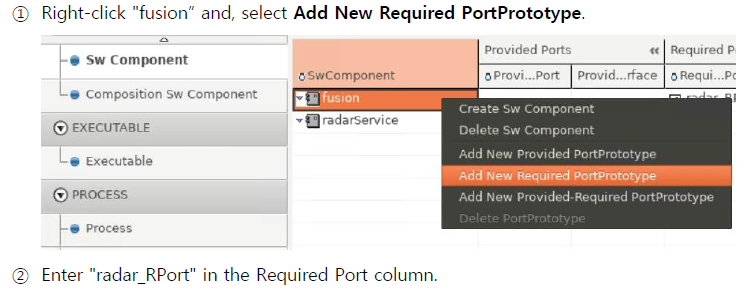 ① Right-click "fusion” and, select Add New Required PortPrototype.
Sw Component
Composition Sw Component
EXECUTABLE
Executable
PROCESS
Process
Provided Ports Required P
SwComponent Provi...Port Provid...rface Requi...Po
fusion
radarService
Create Sw Component
Delete Sw Component
Add New Provided PortPrototype
Add New Required PortPrototype
Add New Provided-Required PortPrototype
Delete PortPrototype
② Enter "radar_RPort" in the Required Port column.